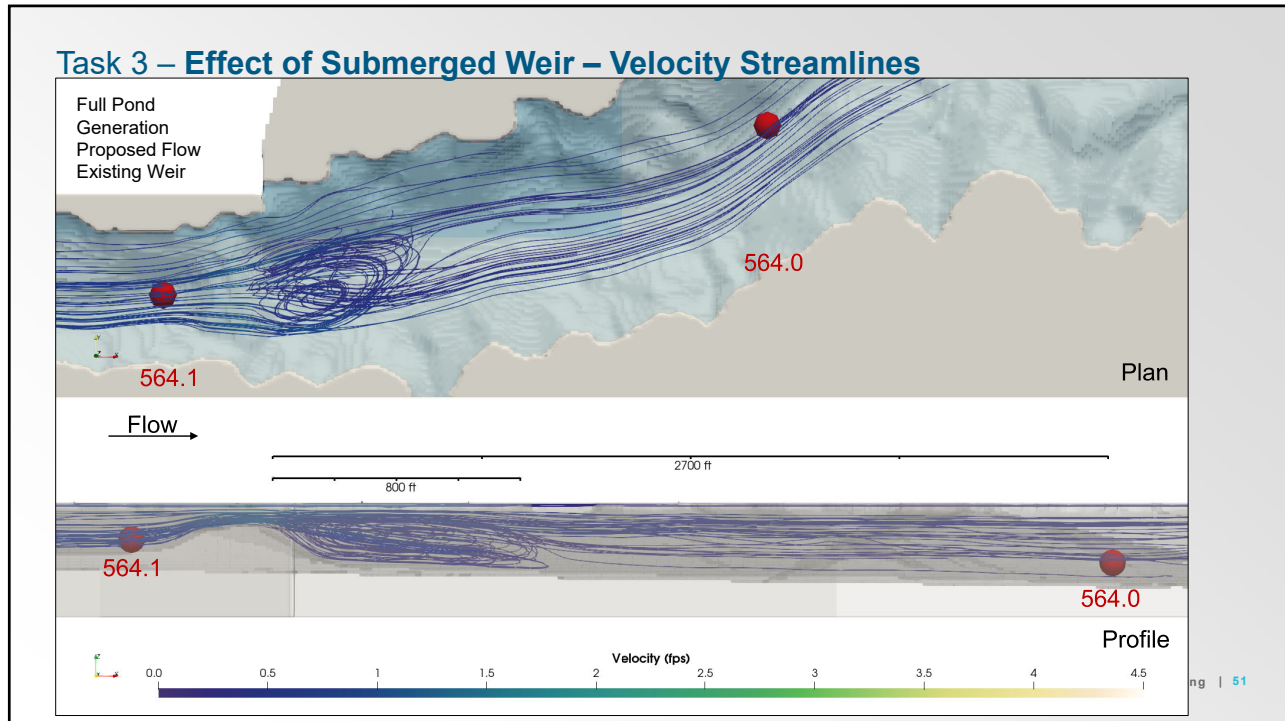 Task 3 – Effect of Submerged Weir – Velocity Streamlines
Full Pond
Generation
Proposed Flow
Existing Weir
564.0
564.1
Plan
Flow
2700 ft
800 ft
564.1
564.0
Profile
Velocity (fps)
0.0 0.5 1 1.5 2 2.5 3 3.5 4 4.5
ng | 51